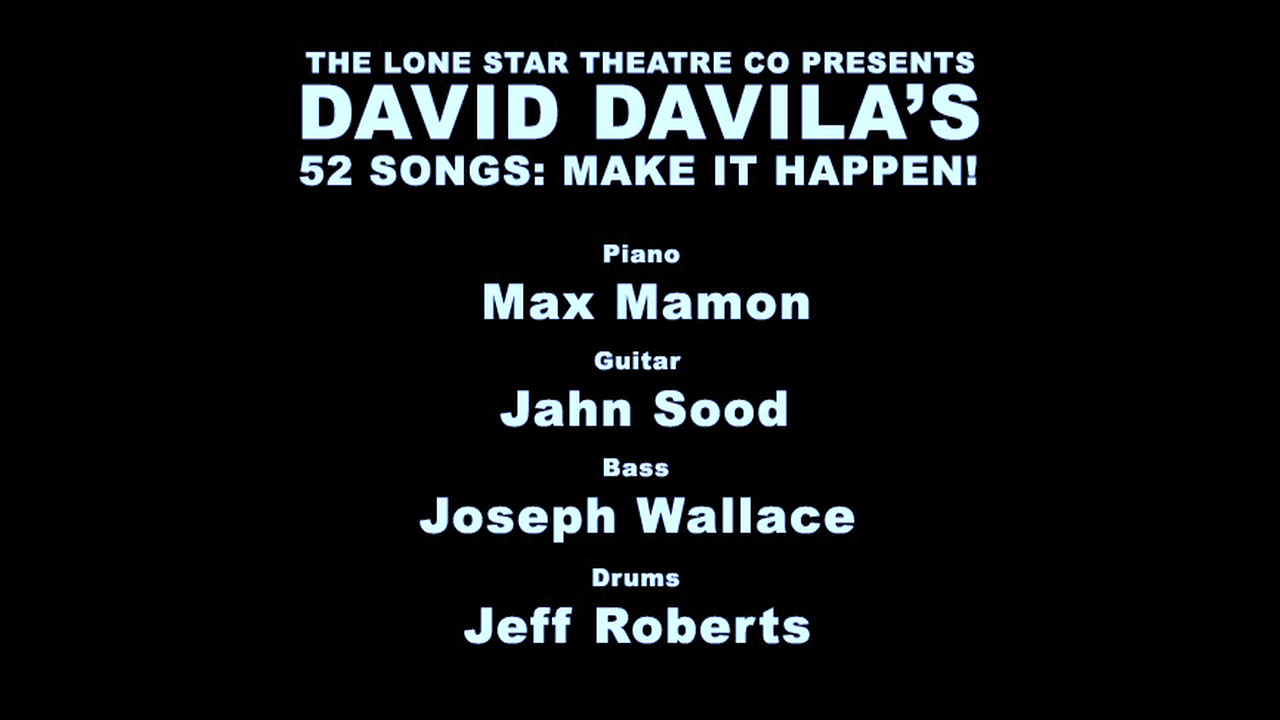 THE LONE STAR THEATRE CO PRESENTS
DAVID DAVILA’S
52 SONGS: MAKE IT HAPPEN!
Piano
Max Mamon
Guitar
Jahn Sood
Bass
Joseph Wallace
Drums
Jeff Roberts